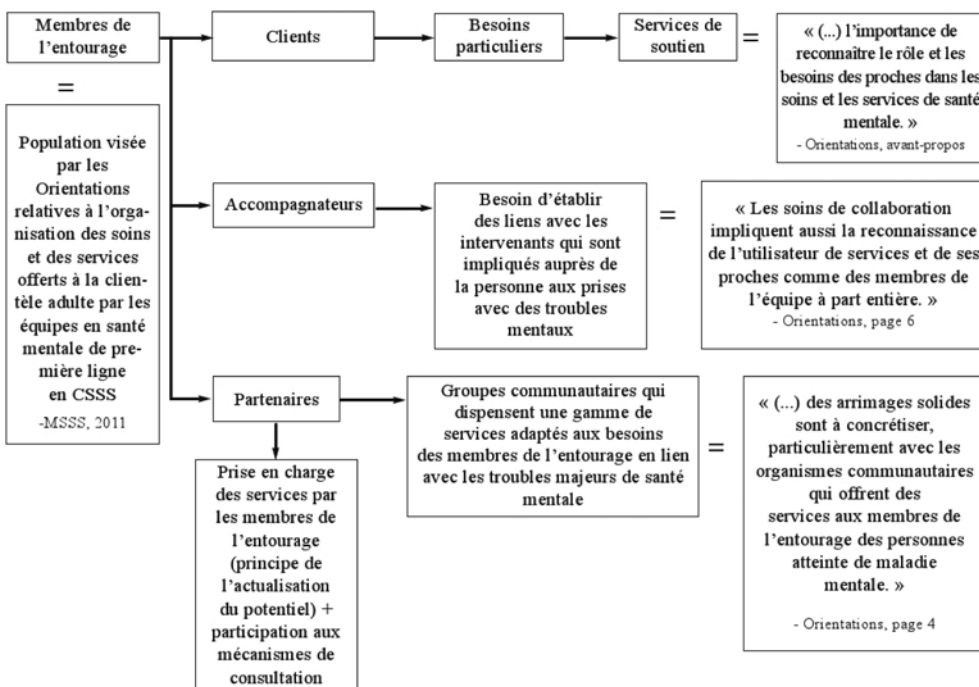 Membres de
l'entourage
=
Population visée
par les
Orientations
relatives à l'orga-
nisation des soins
et des services
offerts à la clien-
tèle adulte par les
équipes en santé
mentale de pre-
mière ligne
en CSSS
-MSSS, 2011
Clients
Besoins
particuliers
Services de
soutien
=
« (...) l'importance de
reconnaître le rôle et les
besoins des proches dans les
soins et les services de santé
mentale. »
- Orientations, avant-propos
Accompagnateurs
Besoin d'établir
des liens avec les
intervenants qui sont
impliqués auprès de
la personne aux prises
avec des troubles
mentaux
=
« Les soins de collaboration
impliquent aussi la reconnaissance
de l'utilisateur de services et de ses
proches comme des membres de
l'équipe à part entière. »
- Orientations, page 6
Partenaires
Groupes communautaires qui
dispensent une gamme de
services adaptés aux besoins
des membres de l'entourage en lien
avec les troubles majeurs de santé
mentale
=
« (...) des arrimages solides
sont à concrétiser,
particulièrement avec les
organismes communautaires
qui offrent des
services aux membres de
l'entourage des personnes
atteinte de maladie
mentale. »
- Orientations, page 4
Prise en charge
des services par
les membres de
l'entourage
(principe de
l'actualisation
du potentiel) +
participation aux
mécanismes de
consultation